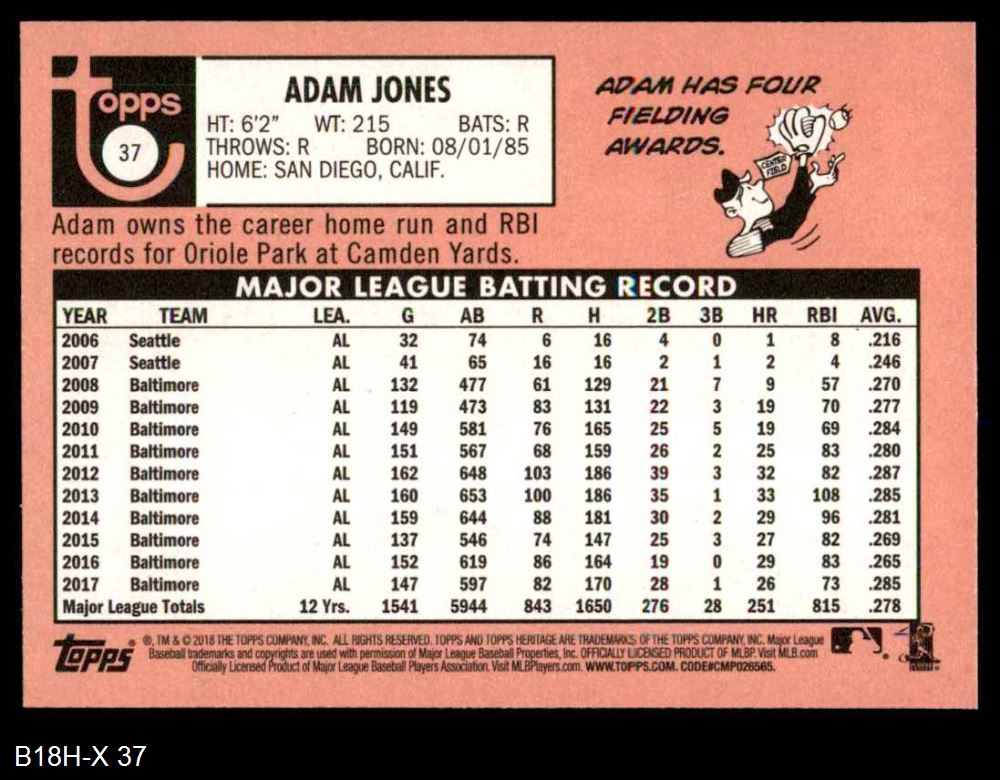 Topps
37
ADAM JONES
HT: 6'2" WT: 215 BATS: R
THROWS: R BORN: 08/01/85
HOME: SAN DIEGO, CALIF.
ADAM HAS FOUR
FIELDING
AWARDS.
CENTER
FIELD
Adam owns the career home run and RBI
records for Oriole Park at Camden Yards.
MAJOR LEAGUE BATTING RECORD
YEAR TEAM LEA. G AB R H 2B 3B HR RBI AVG.
2006 Seattle AL 32 74 6 16 4 0 1 8 .216
2007 Seattle AL 41 65 16 16 2 1 2 4 .246
2008 Baltimore AL 132 477 61 129 21 7 9 57 .270
2009 Baltimore AL 119 473 83 131 22 3 19 70 .277
2010 Baltimore AL 149 581 76 165 25 5 19 69 .284
2011 Baltimore AL 151 567 68 159 26 2 25 83 .280
2012 Baltimore AL 162 648 103 186 39 3 32 82 .287
2013 Baltimore AL 160 653 100 186 35 1 33 108 .285
2014 Baltimore AL 159 644 88 181 30 2 29 96 .281
2015 Baltimore AL 137 546 74 147 25 3 27 82 .269
2016 Baltimore AL 152 619 86 164 19 0 29 83 .265
2017 Baltimore AL 147 597 82 170 28 1 26 73 .285
Major League Totals 12 Yrs. 1541 5944 843 1650 276 28 251 815 .278
Topps® ®, TM & © 2018 THE TOPPS COMPANY, INC. ALL RIGHTS RESERVED. TOPPS AND TOPPS HERITAGE ARE TRADEMARKS OF THE TOPPS COMPANY, INC. Major League
Baseball trademarks and copyrights are used with permission of Major League Baseball Properties, Inc. OFFICIALLY LICENSED PRODUCT OF MLBP. Visit MLB.com
Officially Licensed Product of Major League Baseball Players Association. Visit MLBPlayers.com. WWW.TOPPS.COM. CODE#CMP026565.
B18H-X 37